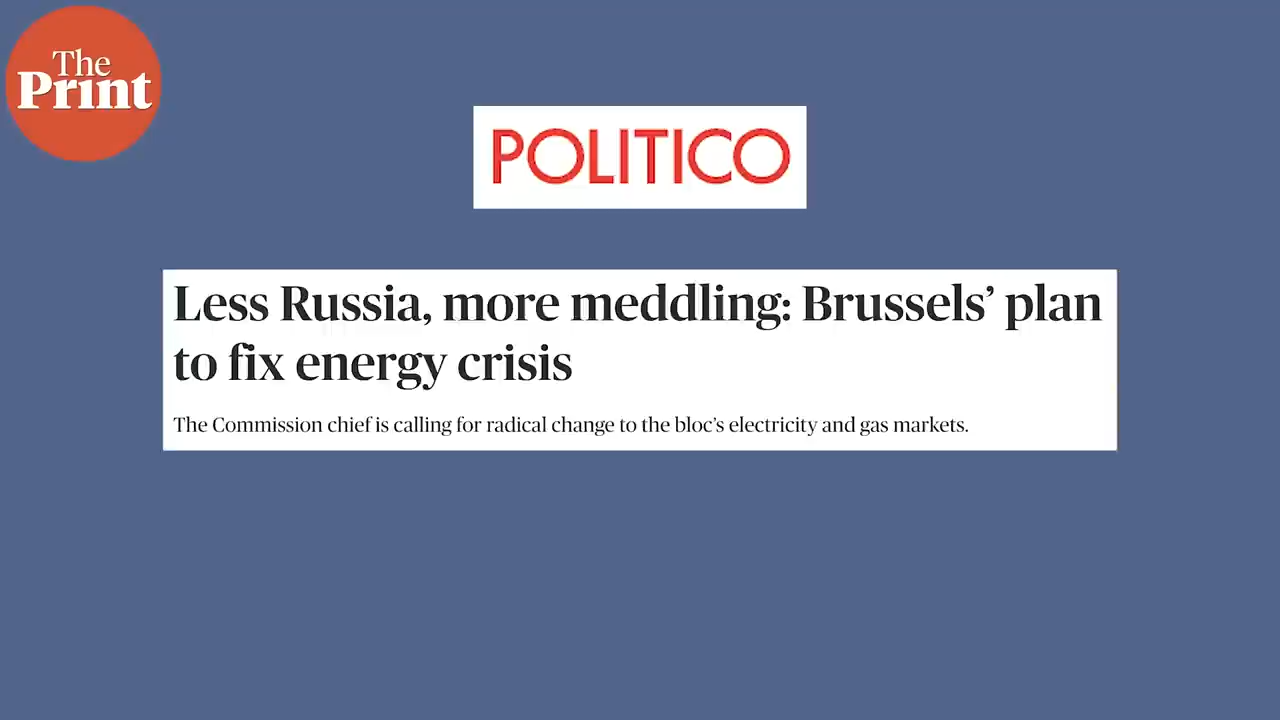 The
Print
POLITICO
Less Russia, more meddling: Brussels’ plan
to fix energy crisis
The Commission chief is calling for radical change to the bloc’s electricity and gas markets.